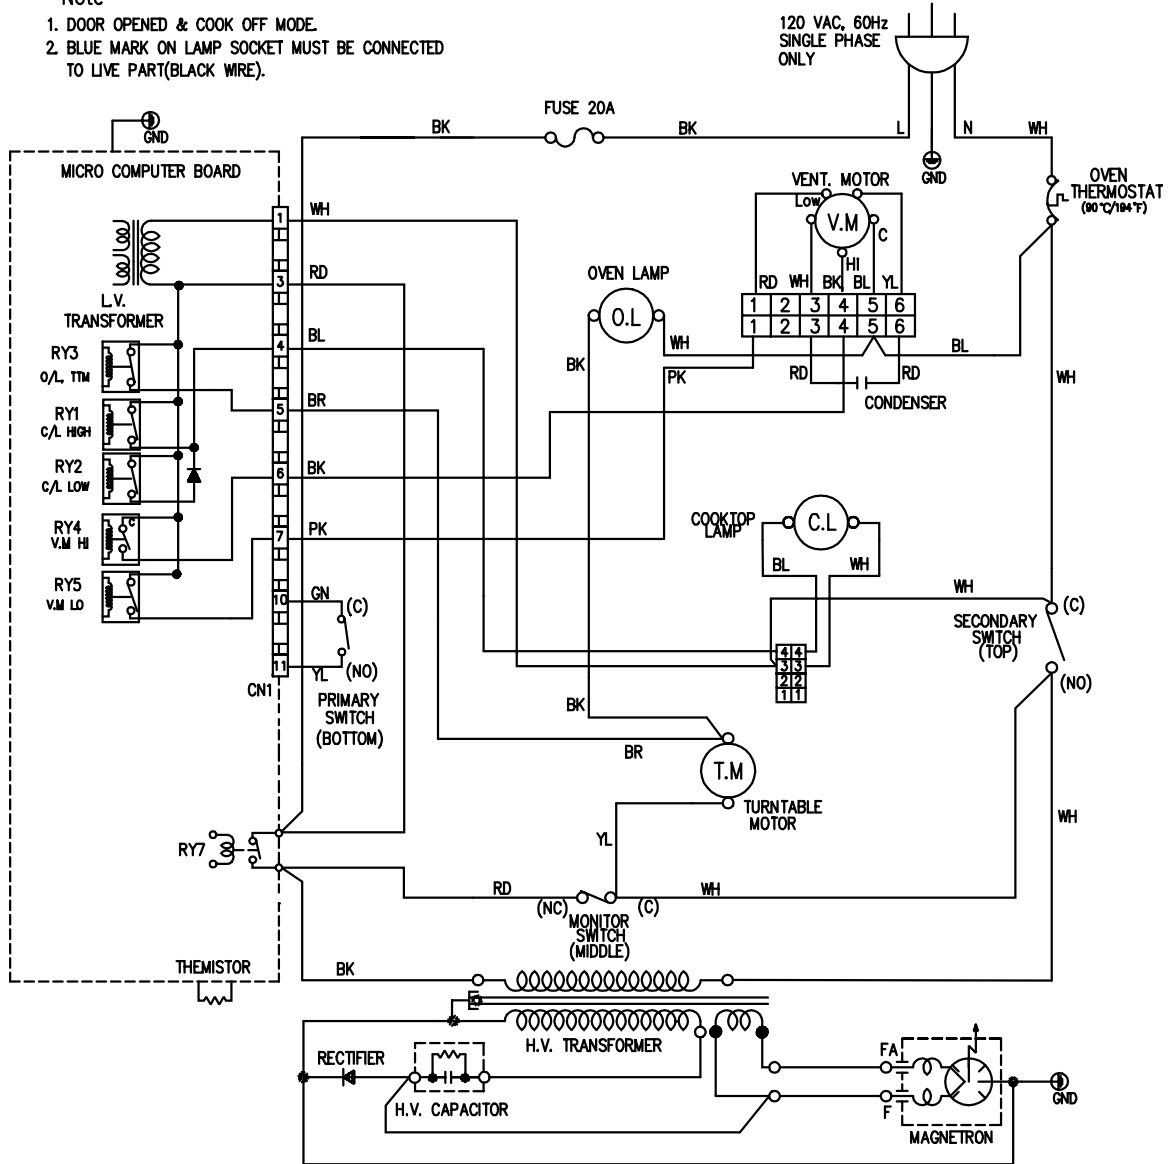 Note
1. DOOR OPENED & COOK OFF MODE.
2. BLUE MARK ON LAMP SOCKET MUST BE CONNECTED
TO LIVE PART(BLACK WIRE).
120 VAC, 60Hz
SINGLE PHASE
ONLY
FUSE 20A
BK
BK
L
N
WH
GND
GND
MICRO COMPUTER BOARD
OVEN
THERMOSTAT
(90°C/194°F)
VENT. MOTOR
Low
V.M
C
HI
RD WH BK BL YL
1 2 3 4 5 6
1 2 3 4 5 6
RD
RD
CONDENSER
BL
WH
OVEN LAMP
O.L
WH
BK
PK
1
WH
3
RD
4
BL
5
BR
6
BK
7
PK
10
GN
(C)
11
YL
(NO)
CN1
PRIMARY
SWITCH
(BOTTOM)
L.V.
TRANSFORMER
RY3
O/L, TTM
RY1
C/L HIGH
RY2
C/L LOW
RY4
V.M HI
C
RY5
V.M LO
COOKTOP
LAMP
C.L
BL
WH
WH
4 4
3 3
2 2
1 1
SECONDARY
SWITCH
(TOP)
(C)
(NO)
BK
BR
T.M
TURNTABLE
MOTOR
YL
WH
RY7
RD
(NC)
(C)
WH
MONITOR
SWITCH
(MIDDLE)
THEMISTOR
BK
H.V. TRANSFORMER
RECTIFIER
H.V. CAPACITOR
FA
F
MAGNETRON
GND